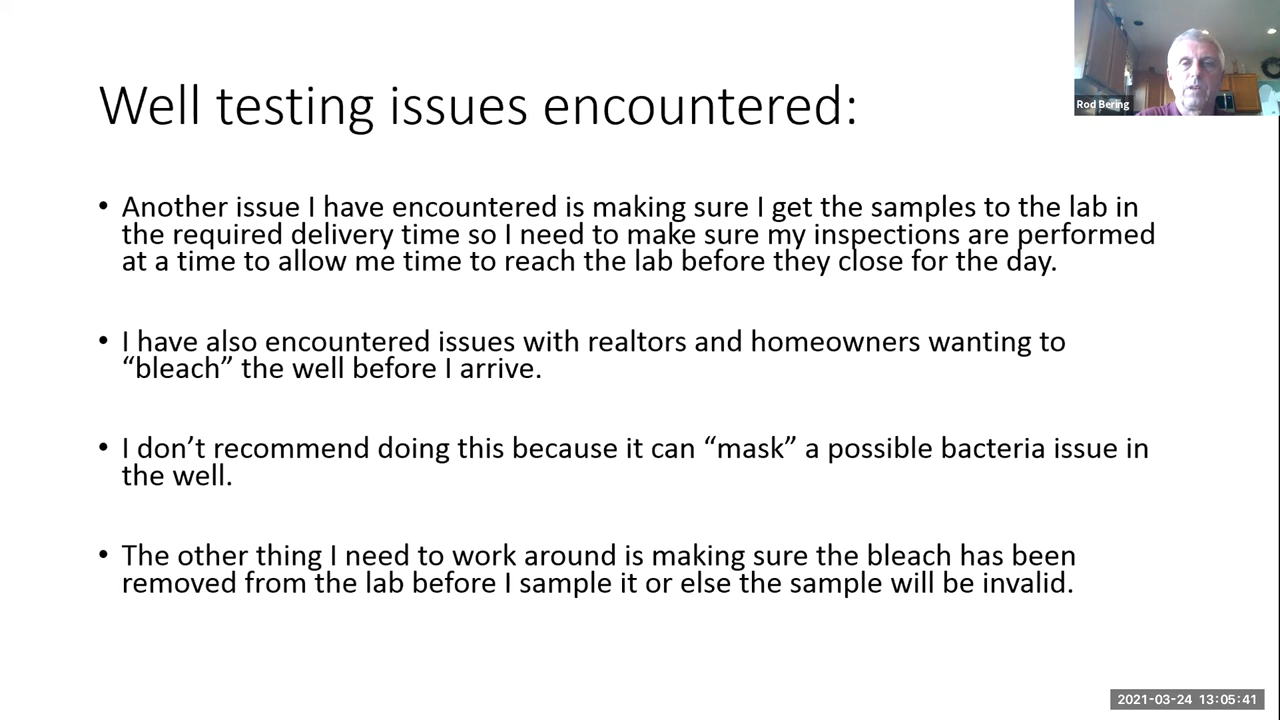 Well testing issues encountered:
Rod Bering
• Another issue I have encountered is making sure I get the samples to the lab in
the required delivery time so I need to make sure my inspections are performed
at a time to allow me time to reach the lab before they close for the day.
• I have also encountered issues with realtors and homeowners wanting to
“bleach” the well before I arrive.
• I don’t recommend doing this because it can “mask” a possible bacteria issue in
the well.
• The other thing I need to work around is making sure the bleach has been
removed from the lab before I sample it or else the sample will be invalid.
2021-03-24 13:05:41